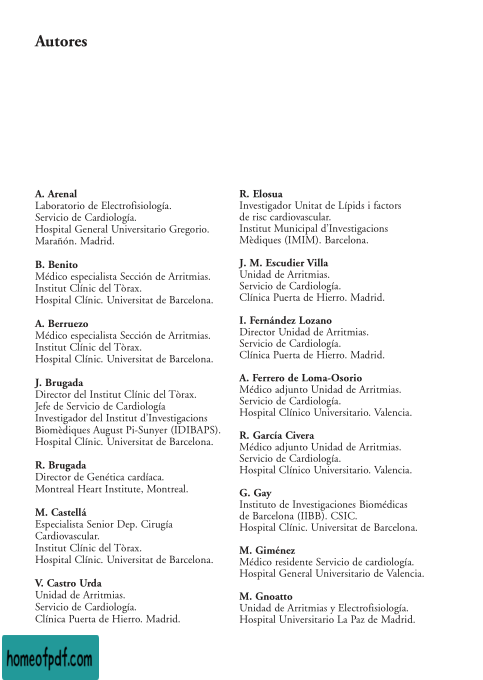 Autores
A. Arenal
Laboratorio de Electrofisiología.
Servicio de Cardiología.
Hospital General Universitario Gregorio.
Marañón. Madrid.
B. Benito
Médico especialista Sección de Arritmias.
Institut Clínic del Tòrax.
Hospital Clínic. Universitat de Barcelona.
A. Berruezo
Médico especialista Sección de Arritmias.
Institut Clínic del Tòrax.
Hospital Clínic. Universitat de Barcelona.
J. Brugada
Director del Institut Clínic del Tòrax.
Jefe de Servicio de Cardiología
Investigador del Institut d'Investigacions
Biomèdiques August Pi-Sunyer (IDIBAPS).
Hospital Clínic. Universitat de Barcelona.
R. Brugada
Director de Genética cardíaca.
Montreal Heart Institute, Montreal.
M. Castellá
Especialista Senior Dep. Cirugía
Cardiovascular.
Institut Clínic del Tòrax.
Hospital Clínic. Universitat de Barcelona.
V. Castro Urda
Unidad de Arritmias.
Servicio de Cardiología.
Clínica Puerta de Hierro. Madrid.
R. Elosua
Investigador Unitat de Lípids i factors
de risc cardiovascular.
Institut Municipal d'Investigacions
Mèdiques (IMIM). Barcelona.
J. M. Escudier Villa
Unidad de Arritmias.
Servicio de Cardiología.
Clínica Puerta de Hierro. Madrid.
I. Fernández Lozano
Director Unidad de Arritmias.
Servicio de Cardiología.
Clínica Puerta de Hierro. Madrid.
A. Ferrero de Loma-Osorio
Médico adjunto Unidad de Arritmias.
Servicio de Cardiología.
Hospital Clínico Universitario. Valencia.
R. García Civera
Médico adjunto Unidad de Arritmias.
Servicio de Cardiología.
Hospital Clínico Universitario. Valencia.
G. Gay
Instituto de Investigaciones Biomédicas
de Barcelona (IIBB). CSIC.
Hospital Clínic. Universitat de Barcelona.
M. Giménez
Médico residente Servicio de cardiología.
Hospital General Universitario de Valencia.
M. Gnoatto
Unidad de Arritmias y Electrofisiología.
Hospital Universitario La Paz de Madrid.
homeofpdf.com